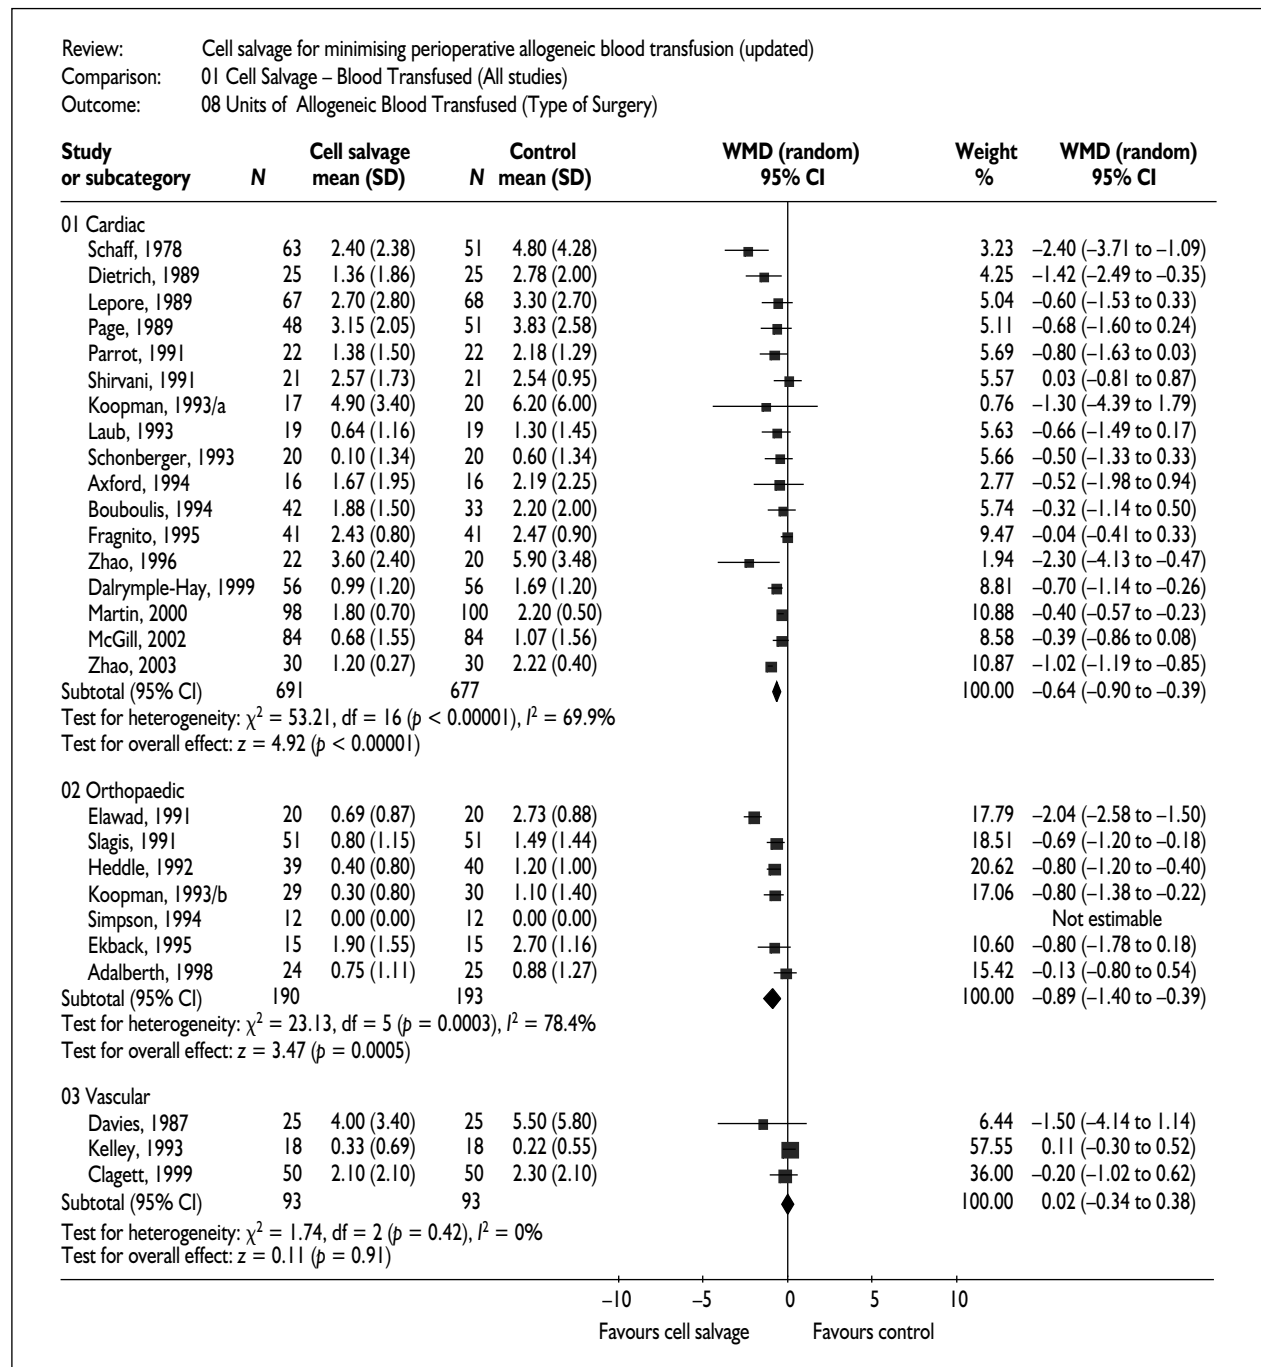 Review: Cell salvage for minimising perioperative allogeneic blood transfusion (updated)
Comparison: 01 Cell Salvage – Blood Transfused (All studies)
Outcome: 08 Units of Allogeneic Blood Transfused (Type of Surgery)
Study Cell salvage Control WMD (random) Weight WMD (random)
or subcategory N mean (SD) N mean (SD) 95% CI % 95% CI
01 Cardiac
Schaff, 1978 63 2.40 (2.38) 51 4.80 (4.28) 3.23 –2.40 (–3.71 to –1.09)
Dietrich, 1989 25 1.36 (1.86) 25 2.78 (2.00) 4.25 –1.42 (–2.49 to –0.35)
Lepore, 1989 67 2.70 (2.80) 68 3.30 (2.70) 5.04 –0.60 (–1.53 to 0.33)
Page, 1989 48 3.15 (2.05) 51 3.83 (2.58) 5.11 –0.68 (–1.60 to 0.24)
Parrot, 1991 22 1.38 (1.50) 22 2.18 (1.29) 5.69 –0.80 (–1.63 to 0.03)
Shirvani, 1991 21 2.57 (1.73) 21 2.54 (0.95) 5.57 0.03 (–0.81 to 0.87)
Koopman, 1993/a 17 4.90 (3.40) 20 6.20 (6.00) 0.76 –1.30 (–4.39 to 1.79)
Laub, 1993 19 0.64 (1.16) 19 1.30 (1.45) 5.63 –0.66 (–1.49 to 0.17)
Schonberger, 1993 20 0.10 (1.34) 20 0.60 (1.34) 5.66 –0.50 (–1.33 to 0.33)
Axford, 1994 16 1.67 (1.95) 16 2.19 (2.25) 2.77 –0.52 (–1.98 to 0.94)
Bouboulis, 1994 42 1.88 (1.50) 33 2.20 (2.00) 5.74 –0.32 (–1.14 to 0.50)
Fragnito, 1995 41 2.43 (0.80) 41 2.47 (0.90) 9.47 –0.04 (–0.41 to 0.33)
Zhao, 1996 22 3.60 (2.40) 20 5.90 (3.48) 1.94 –2.30 (–4.13 to –0.47)
Dalrymple-Hay, 1999 56 0.99 (1.20) 56 1.69 (1.20) 8.81 –0.70 (–1.14 to –0.26)
Martin, 2000 98 1.80 (0.70) 100 2.20 (0.50) 10.88 –0.40 (–0.57 to –0.23)
McGill, 2002 84 0.68 (1.55) 84 1.07 (1.56) 8.58 –0.39 (–0.86 to 0.08)
Zhao, 2003 30 1.20 (0.27) 30 2.22 (0.40) 10.87 –1.02 (–1.19 to –0.85)
Subtotal (95% CI) 691 677 100.00 –0.64 (–0.90 to –0.39)
Test for heterogeneity: χ² = 53.21, df = 16 (p < 0.00001), I² = 69.9%
Test for overall effect: z = 4.92 (p < 0.00001)
02 Orthopaedic
Elawad, 1991 20 0.69 (0.87) 20 2.73 (0.88) 17.79 –2.04 (–2.58 to –1.50)
Slagis, 1991 51 0.80 (1.15) 51 1.49 (1.44) 18.51 –0.69 (–1.20 to –0.18)
Heddle, 1992 39 0.40 (0.80) 40 1.20 (1.00) 20.62 –0.80 (–1.20 to –0.40)
Koopman, 1993/b 29 0.30 (0.80) 30 1.10 (1.40) 17.06 –0.80 (–1.38 to –0.22)
Simpson, 1994 12 0.00 (0.00) 12 0.00 (0.00) Not estimable
Ekback, 1995 15 1.90 (1.55) 15 2.70 (1.16) 10.60 –0.80 (–1.78 to 0.18)
Adalberth, 1998 24 0.75 (1.11) 25 0.88 (1.27) 15.42 –0.13 (–0.80 to 0.54)
Subtotal (95% CI) 190 193 100.00 –0.89 (–1.40 to –0.39)
Test for heterogeneity: χ² = 23.13, df = 5 (p = 0.0003), I² = 78.4%
Test for overall effect: z = 3.47 (p = 0.0005)
03 Vascular
Davies, 1987 25 4.00 (3.40) 25 5.50 (5.80) 6.44 –1.50 (–4.14 to 1.14)
Kelley, 1993 18 0.33 (0.69) 18 0.22 (0.55) 57.55 0.11 (–0.30 to 0.52)
Clagett, 1999 50 2.10 (2.10) 50 2.30 (2.10) 36.00 –0.20 (–1.02 to 0.62)
Subtotal (95% CI) 93 93 100.00 0.02 (–0.34 to 0.38)
Test for heterogeneity: χ² = 1.74, df = 2 (p = 0.42), I² = 0%
Test for overall effect: z = 0.11 (p = 0.91)
–10 –5 0 5 10
Favours cell salvage Favours control